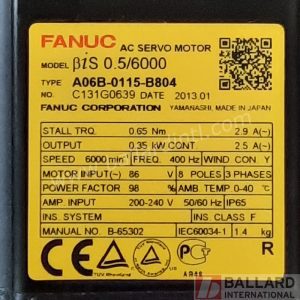 FANUC AC SERVO MOTOR
MODEL βiS 0.5/6000
TYPE A06B-0115-B804
NO. C131G0639 DATE 2013.01
FANUC CORPORATION YAMANASHI, MADE IN JAPAN
STALL TRQ. 0.65 Nm 2.9 A(~)
OUTPUT 0.35 kW CONT. 2.5 A(~)
SPEED 6000 min⁻¹ FREQ. 400 Hz WIND CON. Y
MOTOR INPUT(~) 86 V 8 POLES 3 PHASES
POWER FACTOR 98 % AMB. TEMP. 0-40 °C
AMP. INPUT 200-240 V 50/60 Hz IP65
INS. SYSTEM INS. CLASS F
MANUAL NO. B-65302 IEC60034-1 1.4 kg
CE TÜV Rheinland R
BALLARD
INTERNATIONAL